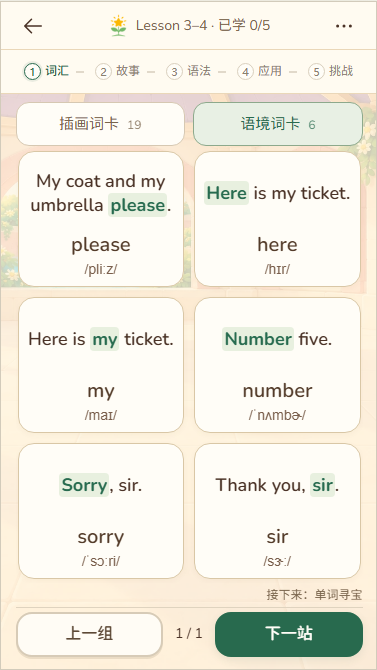 Lesson 3–4 · 已学 0/5
1 词汇 – 2 故事 – 3 语法 – 4 应用 – 5 挑战
插画词卡 19
语境词卡 6
My coat and my
umbrella please.
please
/pliːz/
Here is my ticket.
here
/hɪr/
Here is my ticket.
my
/maɪ/
Number five.
number
/ˈnʌmbɚ/
Sorry, sir.
sorry
/ˈsɔːri/
Thank you, sir.
sir
/sɝː/
接下来：单词寻宝
上一组
1 / 1
下一站